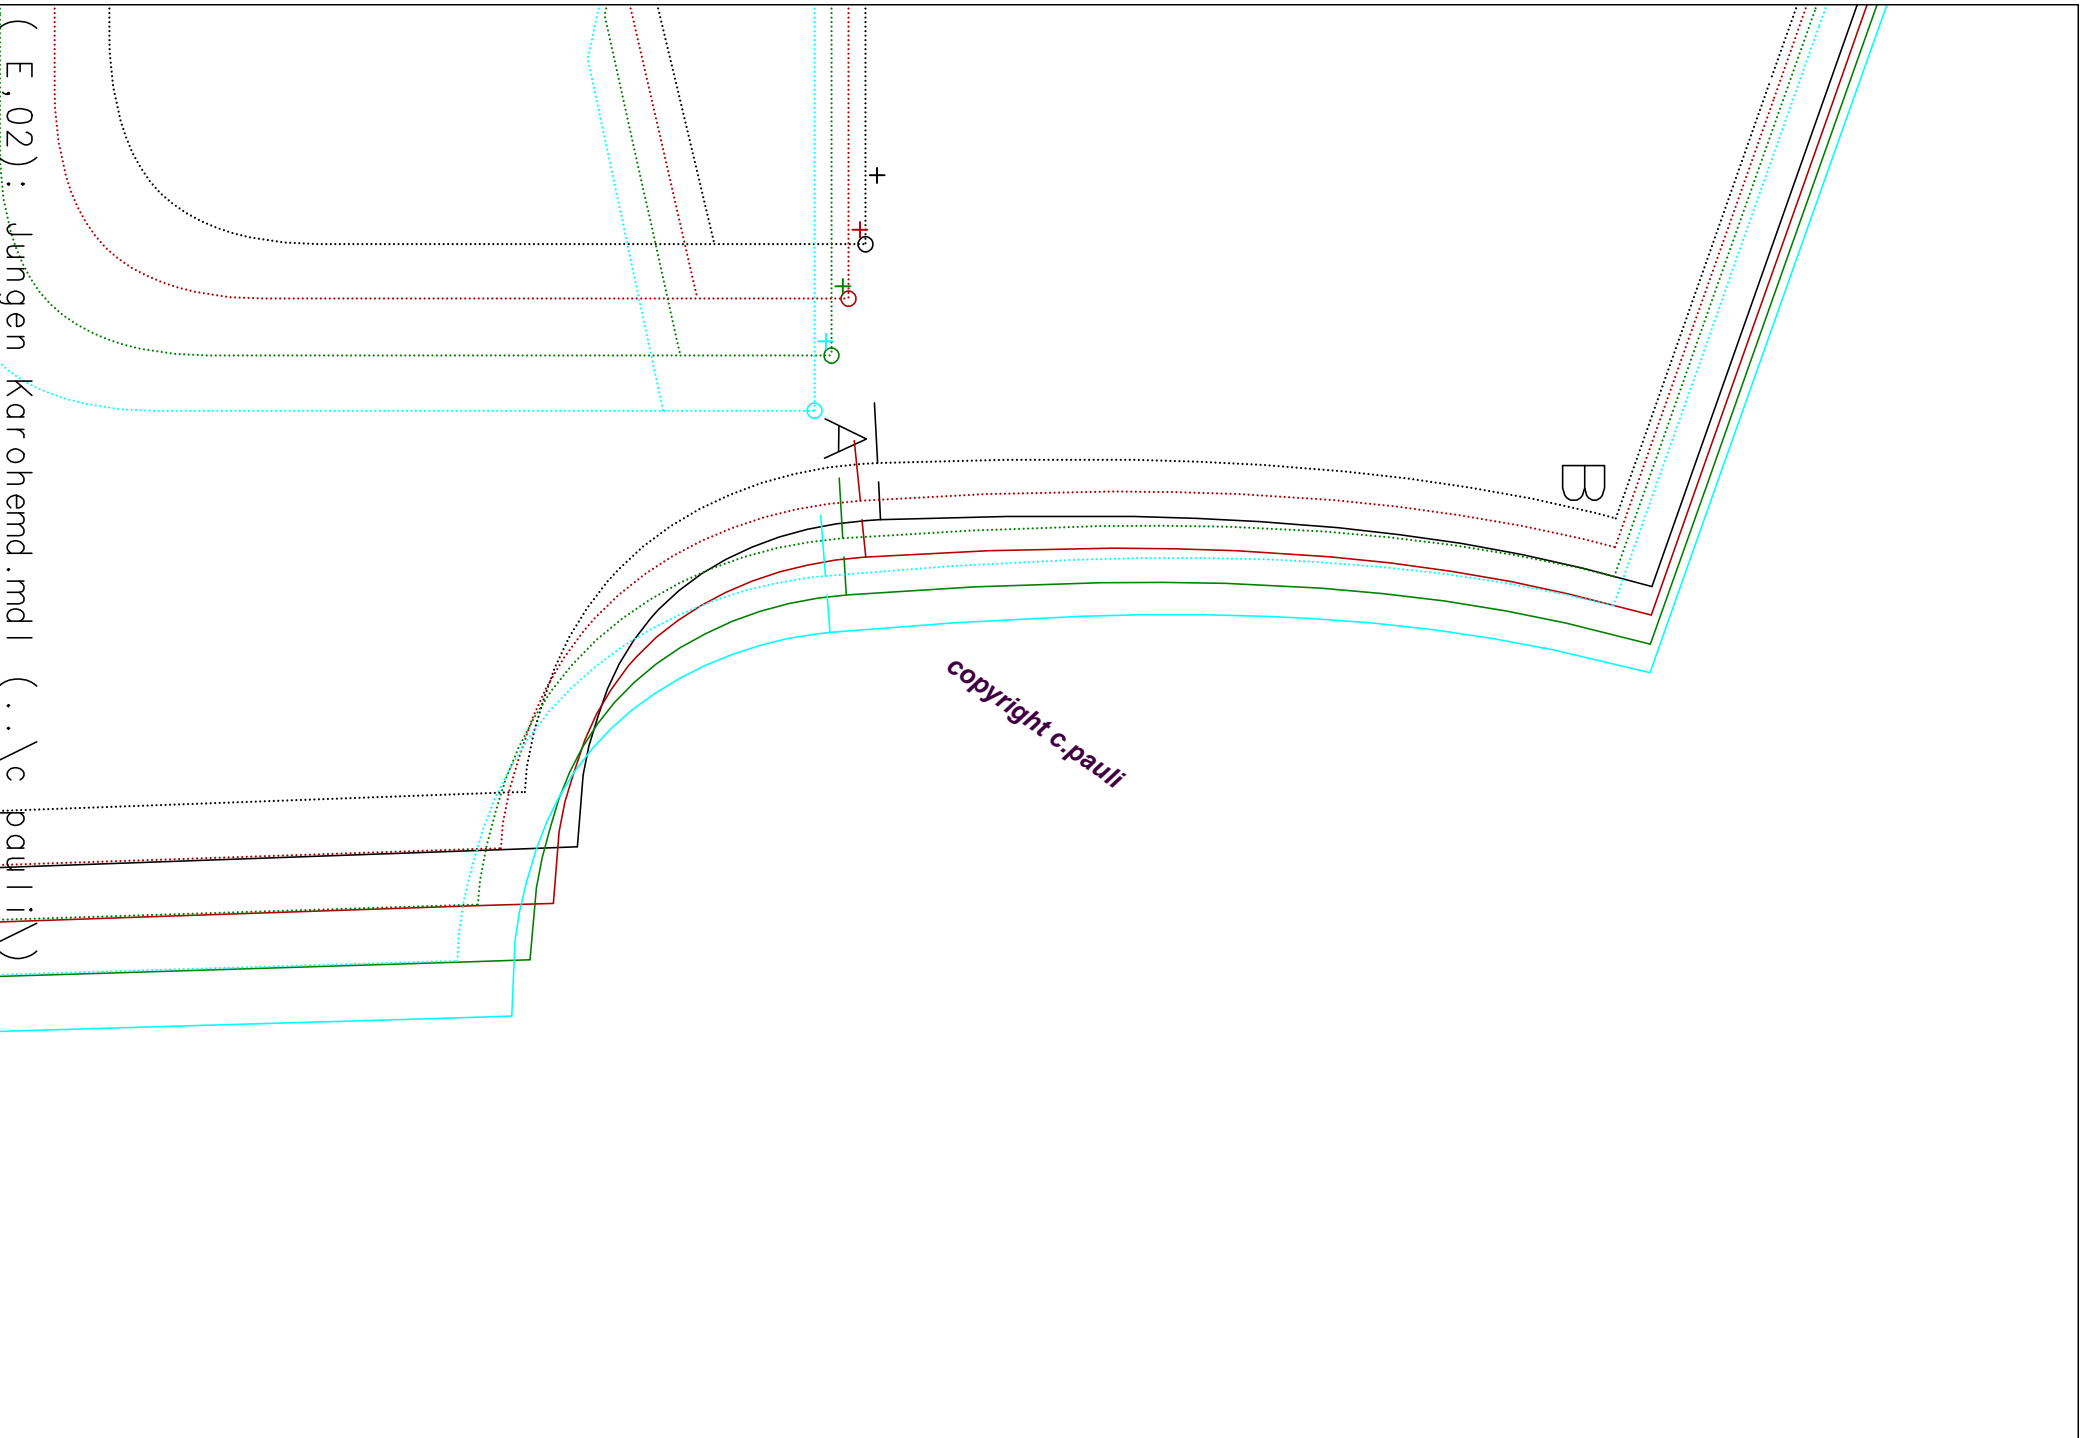 ( E,02): Jungen Karohemd.mdl (..\c pauli\)
A
B
copyright c.pauli